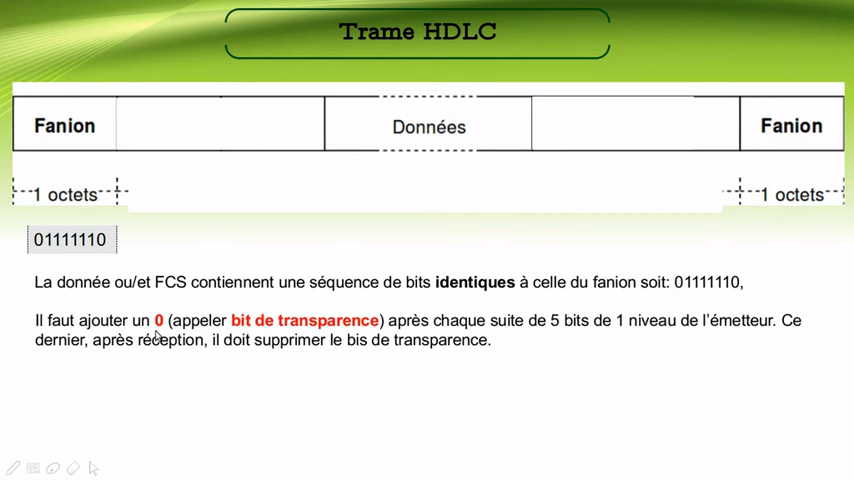 Trame HDLC
Fanion Données Fanion
1 octets 1 octets
01111110
La donnée ou/et FCS contiennent une séquence de bits identiques à celle du fanion soit: 01111110,
Il faut ajouter un 0 (appeler bit de transparence) après chaque suite de 5 bits de 1 niveau de l'émetteur. Ce
dernier, après réception, il doit supprimer le bis de transparence.